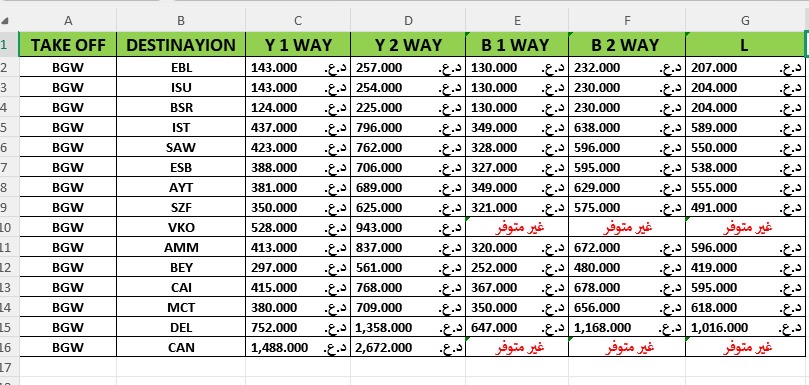 A B C D E F G
1 TAKE OFF DESTINAYION Y 1 WAY Y 2 WAY B 1 WAY B 2 WAY L
2 BGW EBL 143.000 د.ع. 257.000 د.ع. 130.000 د.ع. 232.000 د.ع. 207.000 د.ع.
3 BGW ISU 143.000 د.ع. 254.000 د.ع. 130.000 د.ع. 230.000 د.ع. 204.000 د.ع.
4 BGW BSR 124.000 د.ع. 225.000 د.ع. 130.000 د.ع. 230.000 د.ع. 204.000 د.ع.
5 BGW IST 437.000 د.ع. 796.000 د.ع. 349.000 د.ع. 638.000 د.ع. 589.000 د.ع.
6 BGW SAW 423.000 د.ع. 762.000 د.ع. 328.000 د.ع. 596.000 د.ع. 550.000 د.ع.
7 BGW ESB 388.000 د.ع. 706.000 د.ع. 327.000 د.ع. 595.000 د.ع. 538.000 د.ع.
8 BGW AYT 381.000 د.ع. 689.000 د.ع. 349.000 د.ع. 629.000 د.ع. 555.000 د.ع.
9 BGW SZF 350.000 د.ع. 625.000 د.ع. 321.000 د.ع. 575.000 د.ع. 491.000 د.ع.
10 BGW VKO 528.000 د.ع. 943.000 د.ع. غير متوفر غير متوفر غير متوفر
11 BGW AMM 413.000 د.ع. 837.000 د.ع. 320.000 د.ع. 672.000 د.ع. 596.000 د.ع.
12 BGW BEY 297.000 د.ع. 561.000 د.ع. 252.000 د.ع. 480.000 د.ع. 419.000 د.ع.
13 BGW CAI 415.000 د.ع. 768.000 د.ع. 367.000 د.ع. 678.000 د.ع. 595.000 د.ع.
14 BGW MCT 380.000 د.ع. 709.000 د.ع. 350.000 د.ع. 656.000 د.ع. 618.000 د.ع.
15 BGW DEL 752.000 د.ع. 1,358.000 د.ع. 647.000 د.ع. 1,168.000 د.ع. 1,016.000 د.ع.
16 BGW CAN 1,488.000 د.ع. 2,672.000 د.ع. غير متوفر غير متوفر غير متوفر
17